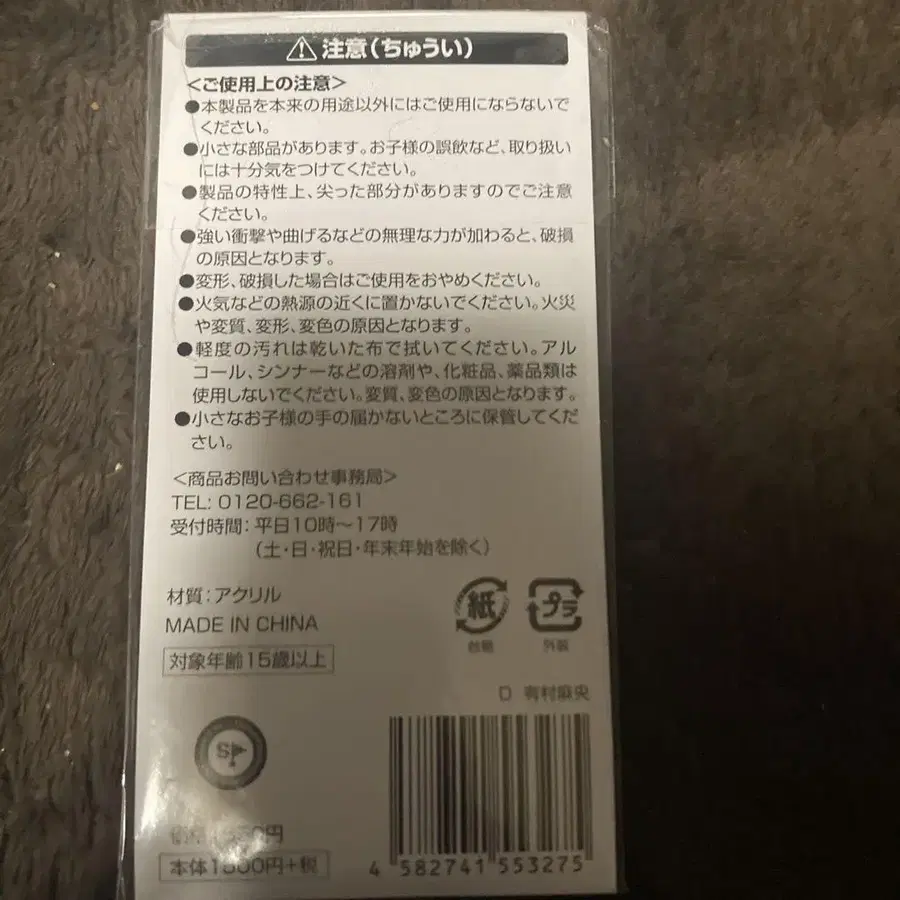 注意(ちゅうい)
<ご使用上の注意>
●本製品を本来の用途以外にはご使用にならないで
ください。
●小さな部品があります。お子様の誤飲など、取り扱い
には十分気をつけてください。
●製品の特性上、尖った部分がありますのでご注意
ください。
●強い衝撃や曲げるなどの無理な力が加わると、破損
の原因となります。
●変形、破損した場合はご使用をおやめください。
●火気などの熱源の近くに置かないでください。火災
や変質、変形、変色の原因となります。
●軽度の汚れは乾いた布で拭いてください。アル
コール、シンナーなどの溶剤や、化粧品、薬品類は
使用しないでください。変質、変色の原因となります。
●小さなお子様の手の届かないところに保管してくだ
さい。
<商品お問い合わせ事務局>
TEL: 0120-662-161
受付時間:平日10時〜17時
(土・日・祝日・年末年始を除く)
材質:アクリル
MADE IN CHINA
紙 プラ
台紙 外装
対象年齢15歳以上
D 有村麻央
S
円
本体1500円+税
4 582741 553275